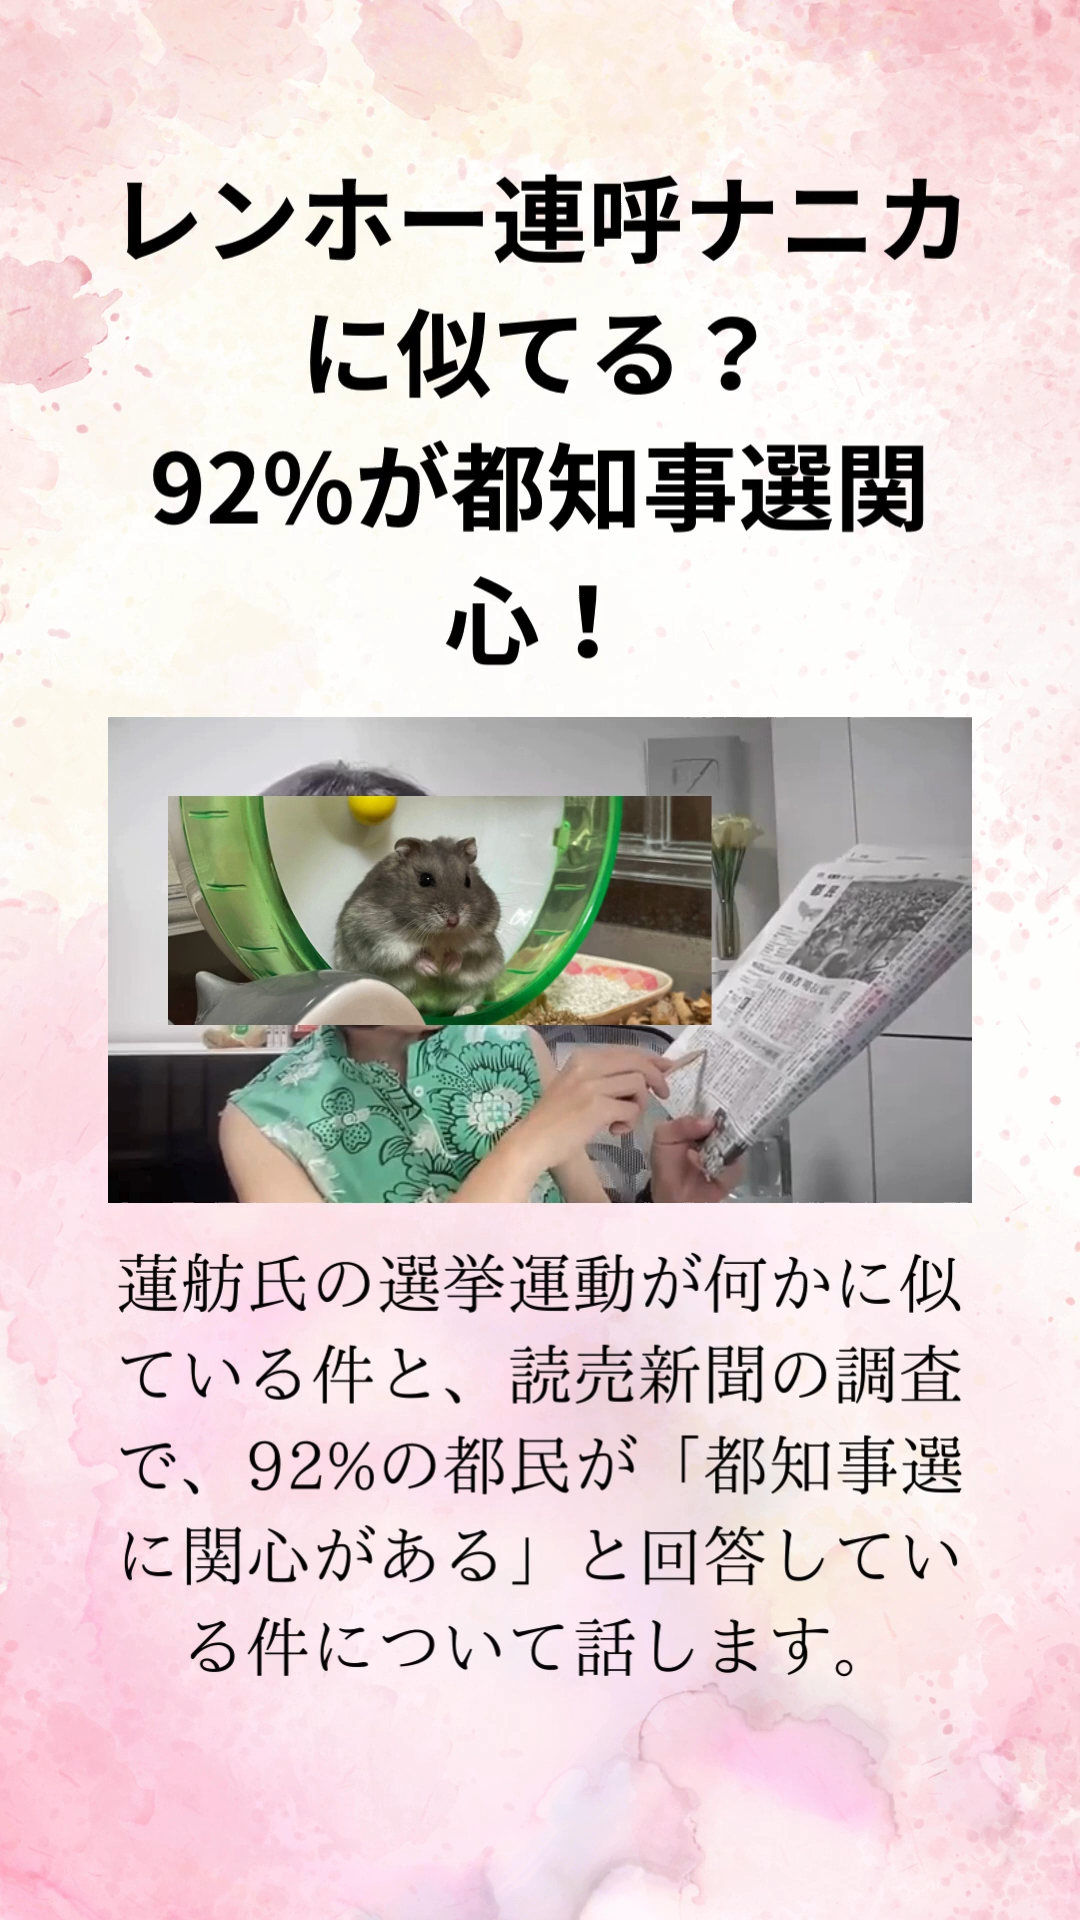 レンホー連呼ナニカ
に似てる？
92%が都知事選関
心！
都民
蓮舫氏の選挙運動が何かに似
ている件と、読売新聞の調査
で、92%の都民が「都知事選
に関心がある」と回答してい
る件について話します。